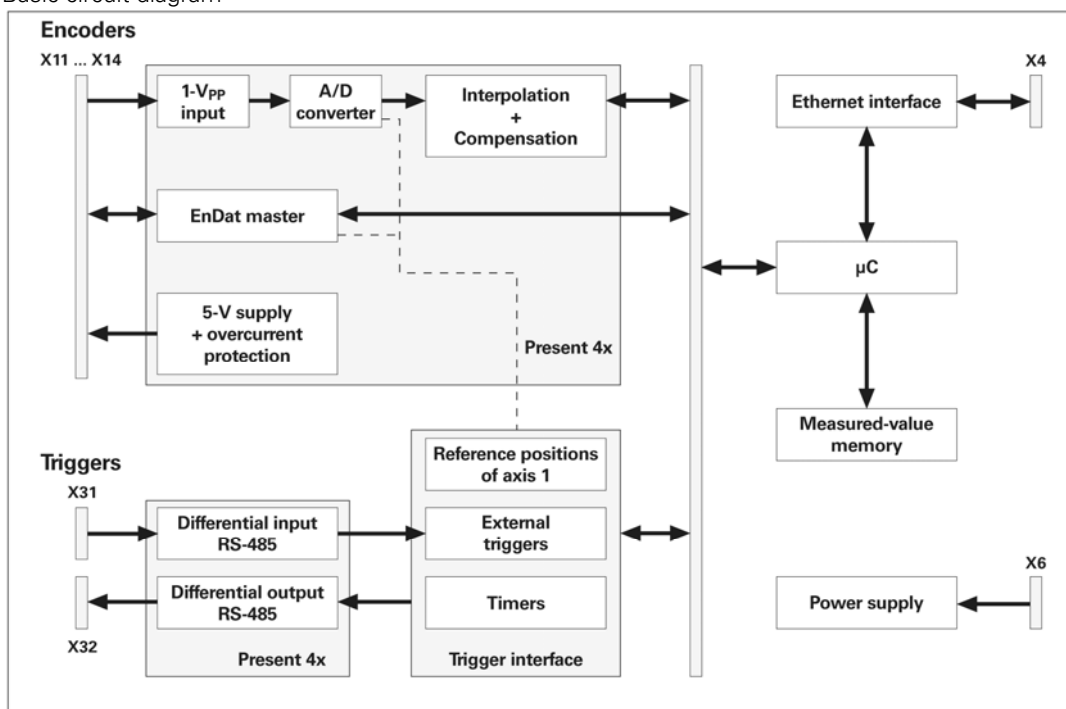 Basic circuit diagram
Encoders
X11 ... X14
1-VPP
input
A/D
converter
Interpolation
+
Compensation
EnDat master
5-V supply
+ overcurrent
protection
Present 4x
Ethernet interface
X4
µC
Measured-value
memory
Triggers
X31
Differential input
RS-485
Differential output
RS-485
X32
Present 4x
Reference positions
of axis 1
External
triggers
Timers
Trigger interface
Power supply
X6